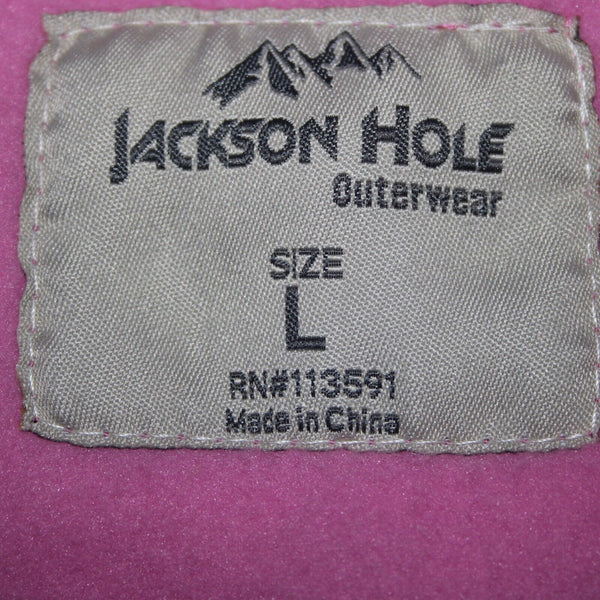 JACKSON HOLE
Outerwear
SIZE
L
RN#113591
Made in China